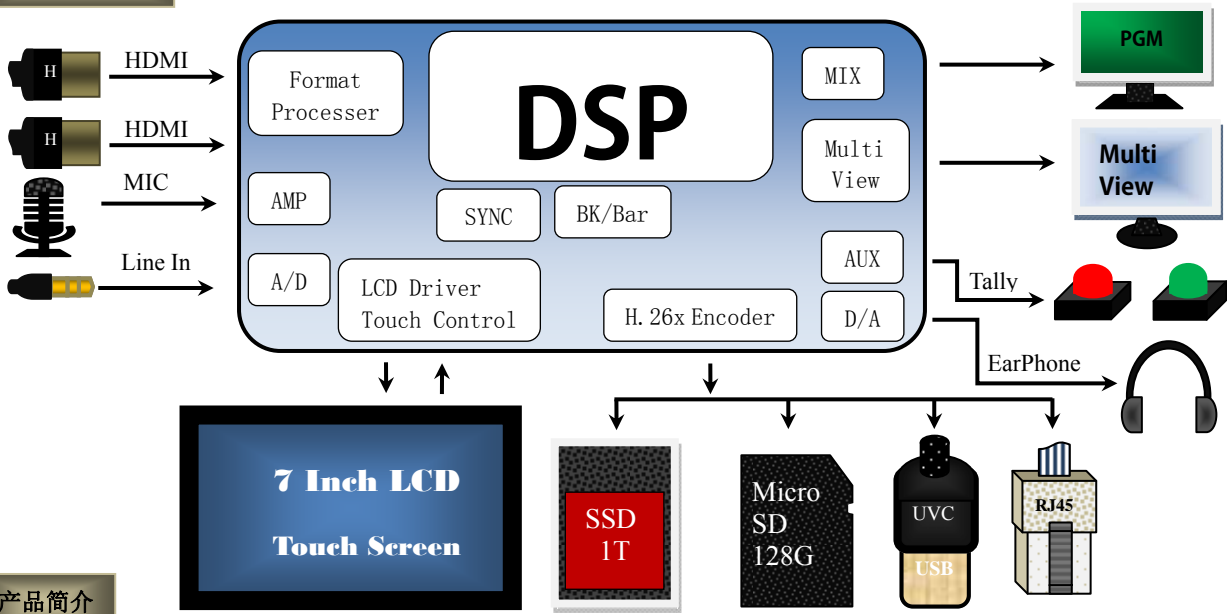 H
HDMI
H
HDMI
MIC
Line In
Format
Processer
DSP
MIX
Multi
View
AMP
SYNC
BK/Bar
A/D
LCD Driver
Touch Control
H.26x Encoder
AUX
D/A
PGM
Multi
View
Tally
EarPhone
7 Inch LCD
Touch Screen
SSD
1T
Micro
SD
128G
UVC
USB
RJ45
产品简介